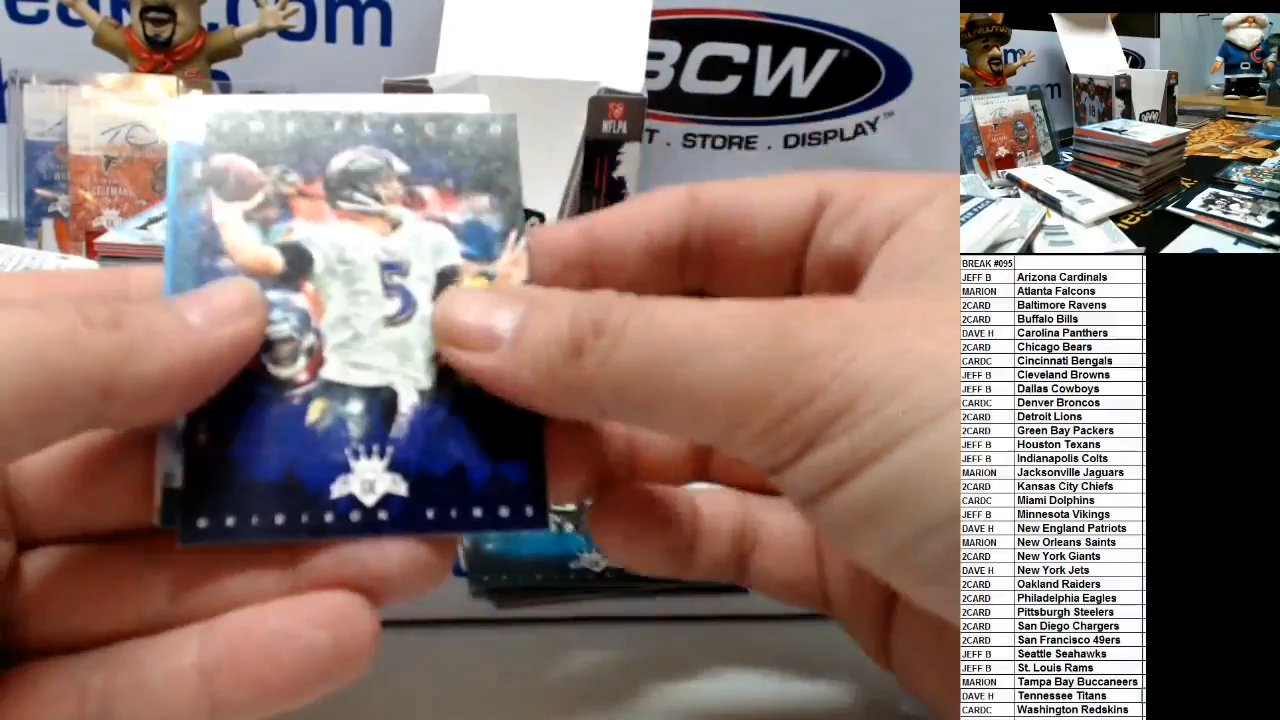 .com
BCW
T . STORE . DISPLAY™
NFLPA
5
GK
GRIDIRON KINGS
BREAK #095
JEFF B Arizona Cardinals
MARION Atlanta Falcons
2CARD Baltimore Ravens
2CARD Buffalo Bills
DAVE H Carolina Panthers
2CARD Chicago Bears
CARDC Cincinnati Bengals
JEFF B Cleveland Browns
JEFF B Dallas Cowboys
CARDC Denver Broncos
2CARD Detroit Lions
2CARD Green Bay Packers
JEFF B Houston Texans
JEFF B Indianapolis Colts
MARION Jacksonville Jaguars
2CARD Kansas City Chiefs
CARDC Miami Dolphins
JEFF B Minnesota Vikings
DAVE H New England Patriots
MARION New Orleans Saints
2CARD New York Giants
DAVE H New York Jets
2CARD Oakland Raiders
2CARD Philadelphia Eagles
2CARD Pittsburgh Steelers
2CARD San Diego Chargers
2CARD San Francisco 49ers
JEFF B Seattle Seahawks
JEFF B St. Louis Rams
MARION Tampa Bay Buccaneers
DAVE H Tennessee Titans
CARDC Washington Redskins